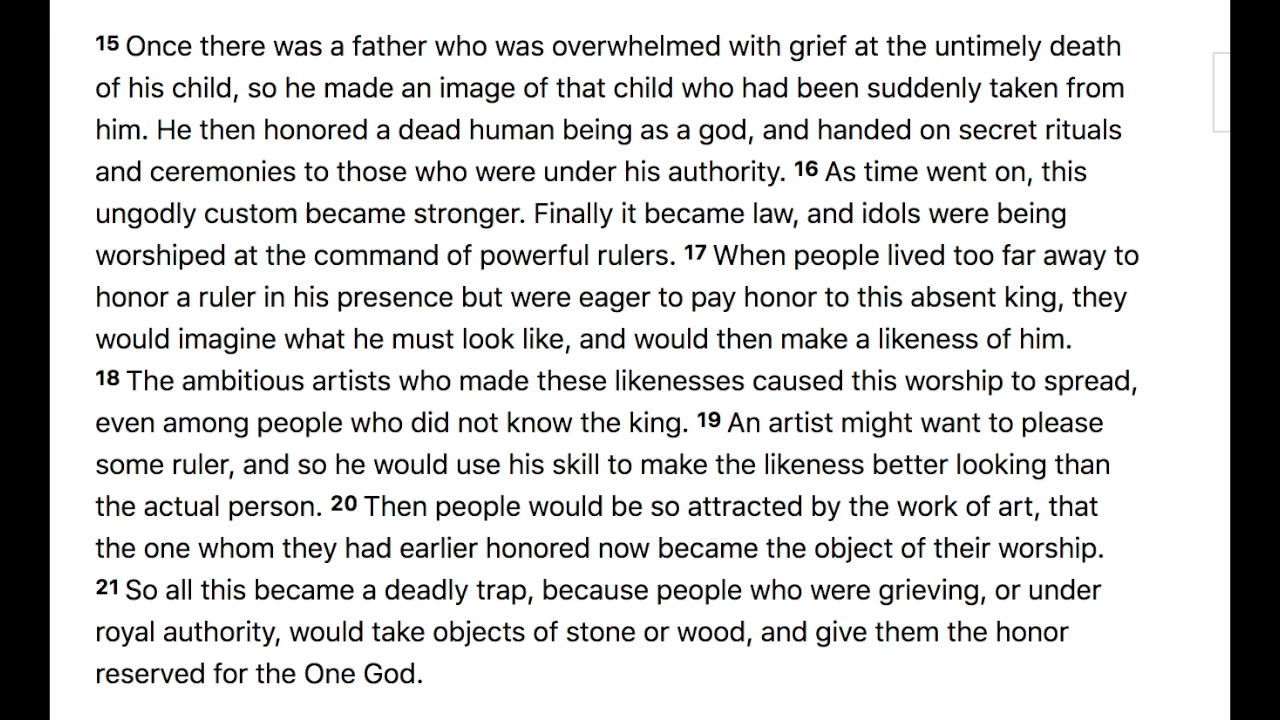 15 Once there was a father who was overwhelmed with grief at the untimely death
of his child, so he made an image of that child who had been suddenly taken from
him. He then honored a dead human being as a god, and handed on secret rituals
and ceremonies to those who were under his authority. 16 As time went on, this
ungodly custom became stronger. Finally it became law, and idols were being
worshiped at the command of powerful rulers. 17 When people lived too far away to
honor a ruler in his presence but were eager to pay honor to this absent king, they
would imagine what he must look like, and would then make a likeness of him.
18 The ambitious artists who made these likenesses caused this worship to spread,
even among people who did not know the king. 19 An artist might want to please
some ruler, and so he would use his skill to make the likeness better looking than
the actual person. 20 Then people would be so attracted by the work of art, that
the one whom they had earlier honored now became the object of their worship.
21 So all this became a deadly trap, because people who were grieving, or under
royal authority, would take objects of stone or wood, and give them the honor
reserved for the One God.